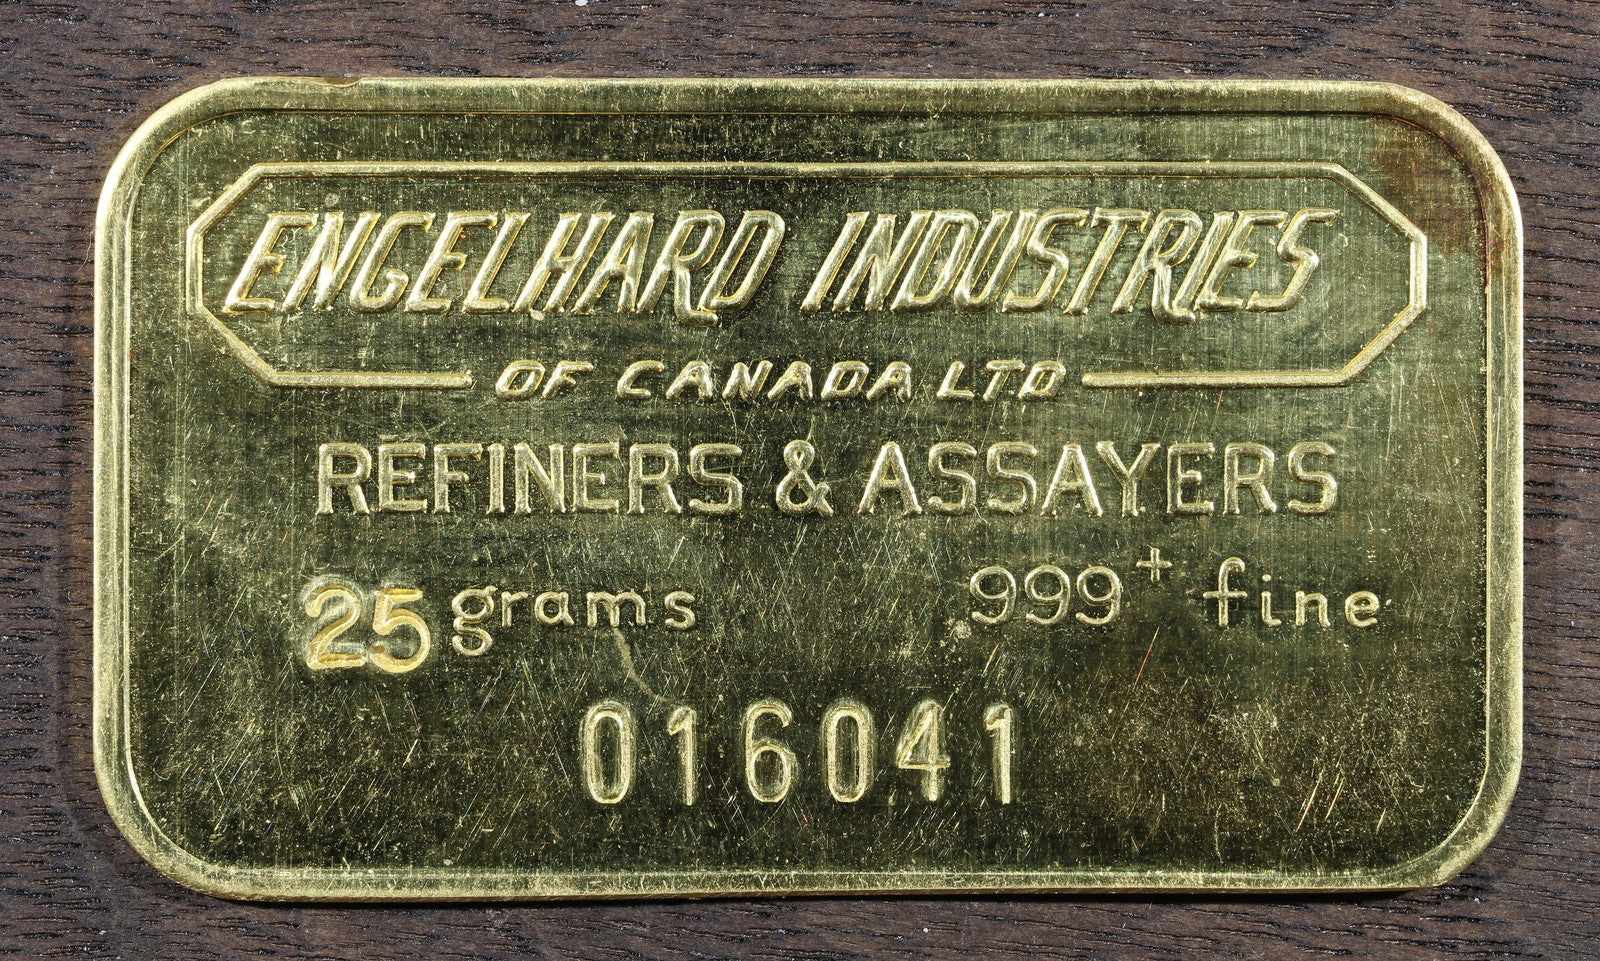 ENGELHARD INDUSTRIES
OF CANADA LTD
REFINERS & ASSAYERS
25 grams 999+ fine
016041